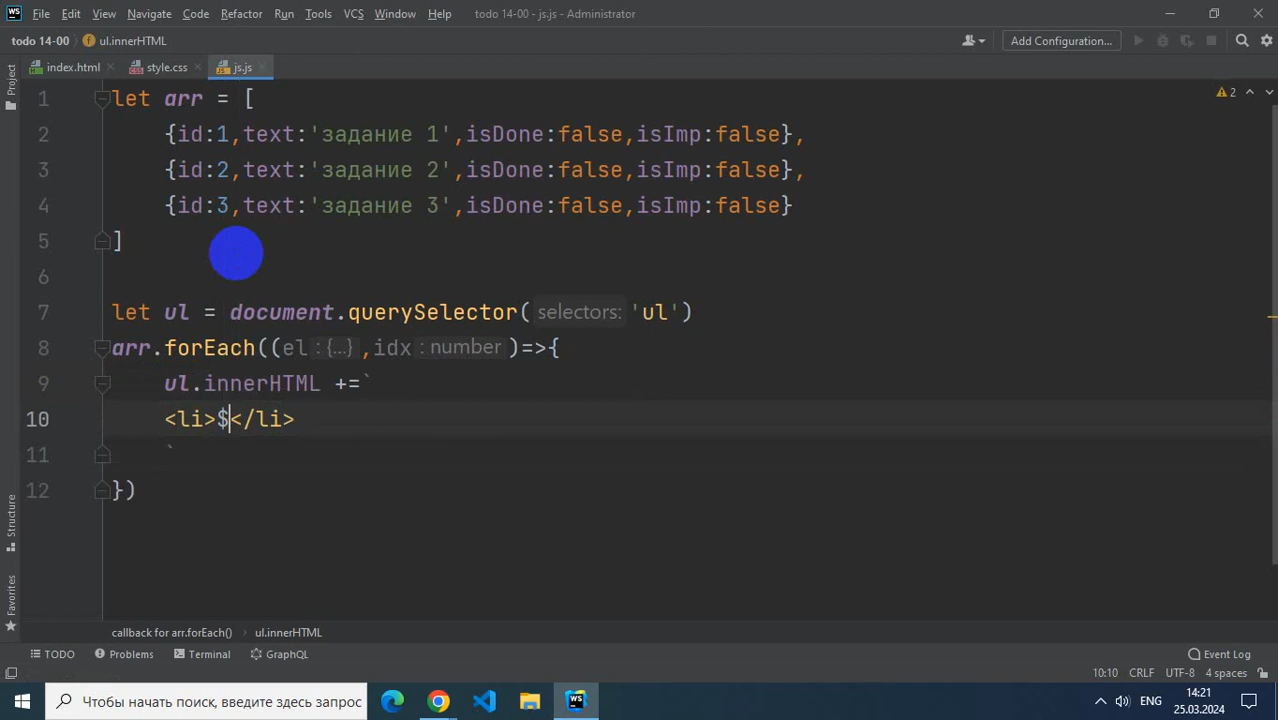 File Edit View Navigate Code Refactor Run Tools VCS Window Help todo 14-00 - js.js - Administrator
todo 14-00 ul.innerHTML Add Configuration...
index.html style.css js.js
Project
1 let arr = [ 2
2 {id:1,text:'задание 1',isDone:false,isImp:false},
3 {id:2,text:'задание 2',isDone:false,isImp:false},
4 {id:3,text:'задание 3',isDone:false,isImp:false}
5 ]
6
7 let ul = document.querySelector( selectors: 'ul')
8 arr.forEach((el : {...} ,idx : number )=>{
9 ul.innerHTML +=`
10 <li>$</li>
11 `
12 })
Structure
Favorites
callback for arr.forEach() › ul.innerHTML
TODO Problems Terminal GraphQL Event Log
10:10 CRLF UTF-8 4 spaces
Чтобы начать поиск, введите здесь запрос
ENG 14:21
25.03.2024